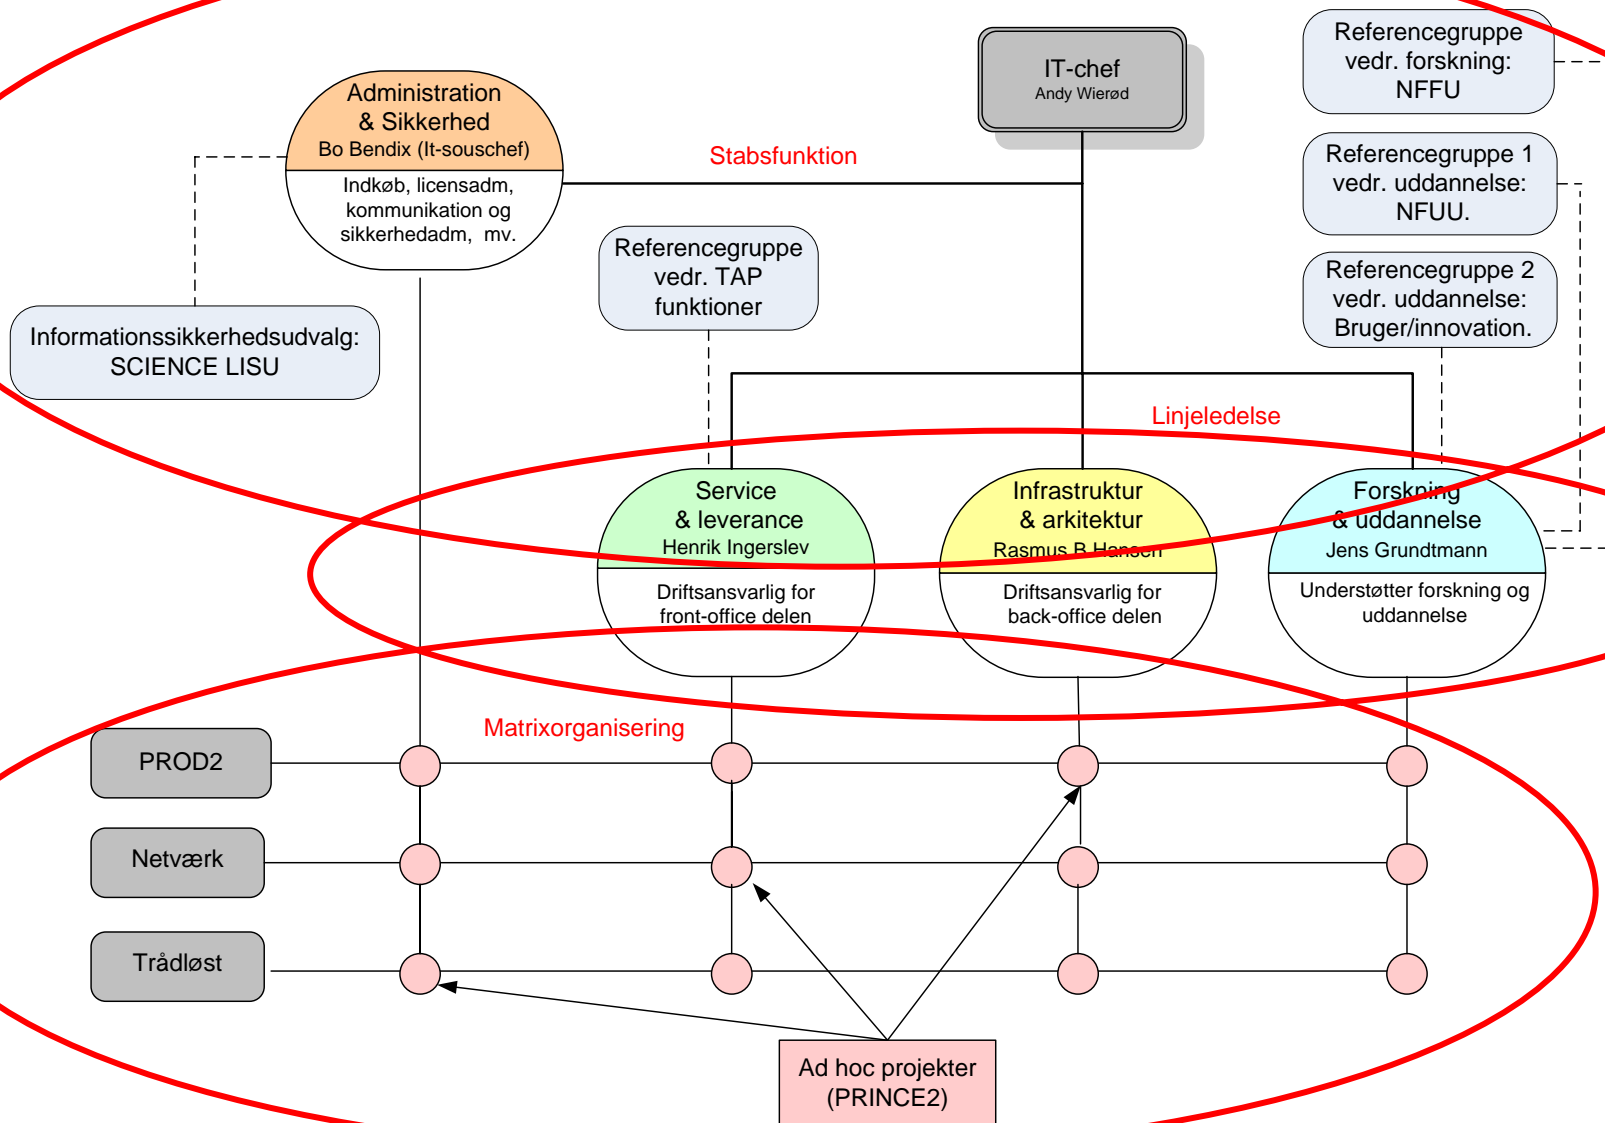 IT-chef
Andy Wierød
Referencegruppe
vedr. forskning:
NFFU
Administration
& Sikkerhed
Bo Bendix (It-souschef)
Indkøb, licensadm,
kommunikation og
sikkerhedadm, mv.
Stabsfunktion
Referencegruppe 1
vedr. uddannelse:
NFUU.
Referencegruppe
vedr. TAP
funktioner
Referencegruppe 2
vedr. uddannelse:
Bruger/innovation.
Informationssikkerhedsudvalg:
SCIENCE LISU
Linjeledelse
Service
& leverance
Henrik Ingerslev
Driftsansvarlig for
front-office delen
Infrastruktur
& arkitektur
Rasmus B Hansen
Driftsansvarlig for
back-office delen
Forskning
& uddannelse
Jens Grundtmann
Understøtter forskning og
uddannelse
Matrixorganisering
PROD2
Netværk
Trådløst
Ad hoc projekter
(PRINCE2)